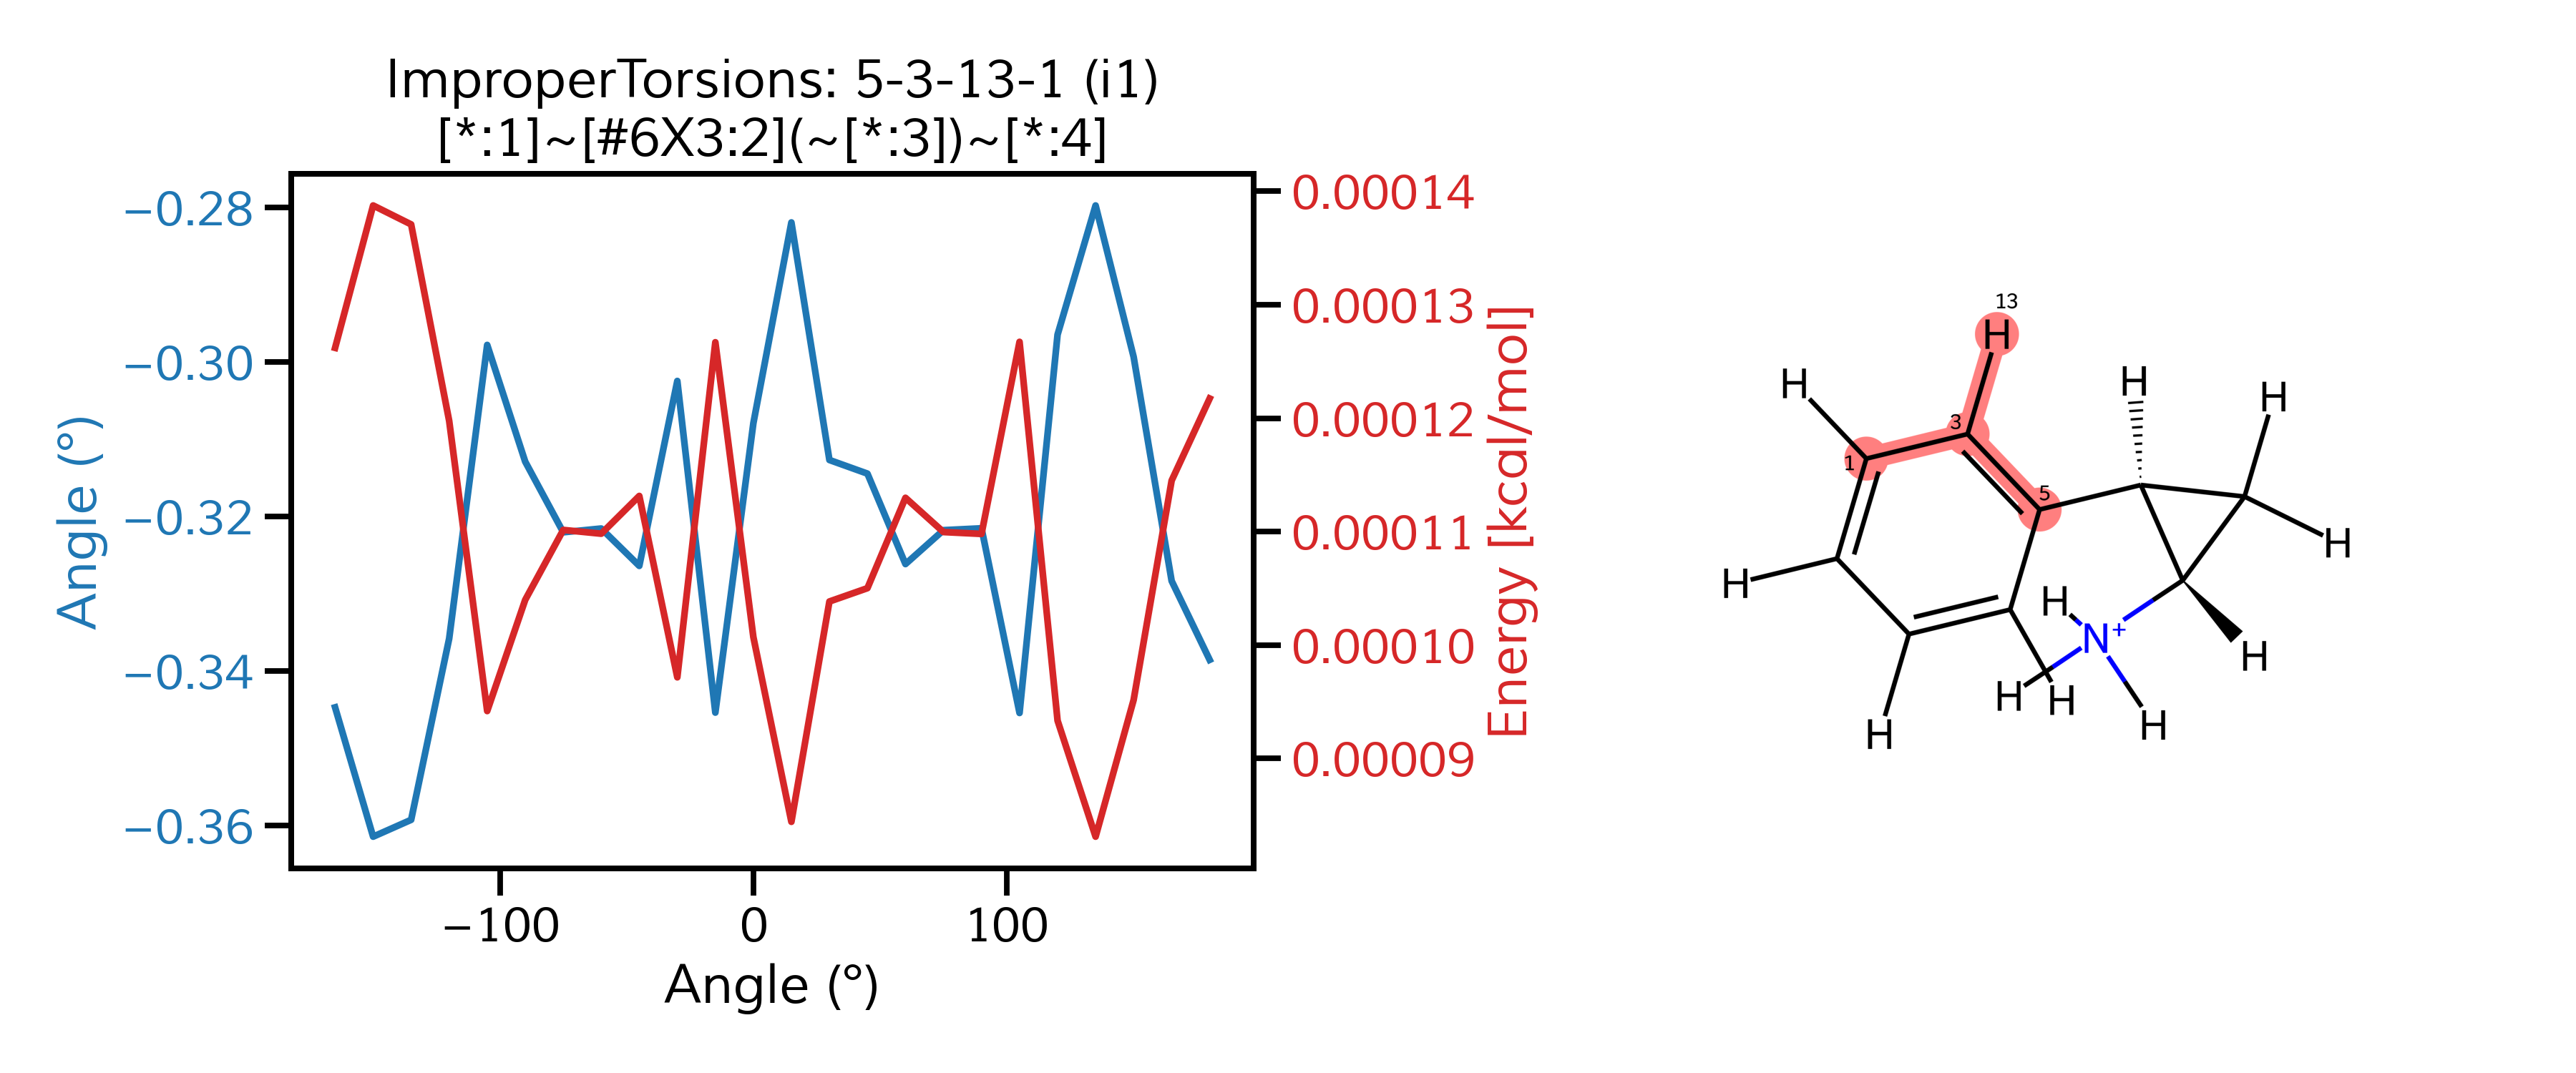 ImproperTorsions: 5-3-13-1 (i1)
[*:1]~[#6X3:2](~[*:3])~[*:4]
−0.28
−0.30
−0.32
−0.34
−0.36
Angle (°)
0.00014
0.00013
0.00012
0.00011
0.00010
0.00009
Energy [kcal/mol]
−100
0
100
Angle (°)
13
H
H
H
H
3
1
5
H
H
H
N+
H
H
H
H
H